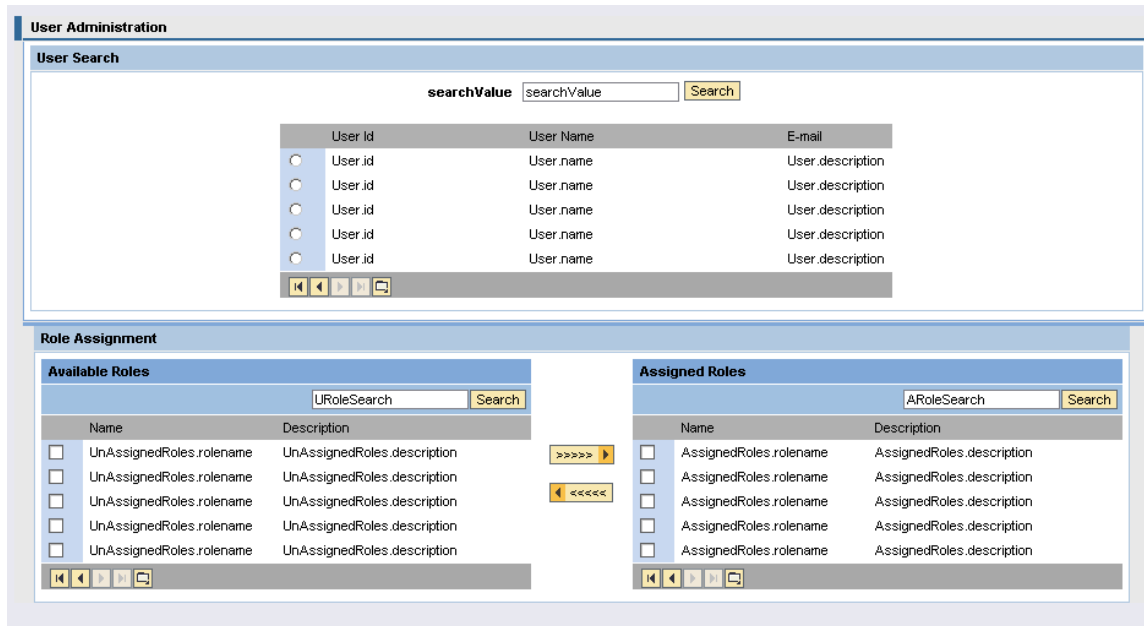 User Administration
User Search
searchValue searchValue Search
User Id User Name E-mail
User.id User.name User.description
User.id User.name User.description
User.id User.name User.description
User.id User.name User.description
User.id User.name User.description
Role Assignment
Available Roles
URoleSearch Search
Name Description
UnAssignedRoles.rolename UnAssignedRoles.description
UnAssignedRoles.rolename UnAssignedRoles.description
UnAssignedRoles.rolename UnAssignedRoles.description
UnAssignedRoles.rolename UnAssignedRoles.description
UnAssignedRoles.rolename UnAssignedRoles.description
>>>>>
<<<<<
Assigned Roles
ARoleSearch Search
Name Description
AssignedRoles.rolename AssignedRoles.description
AssignedRoles.rolename AssignedRoles.description
AssignedRoles.rolename AssignedRoles.description
AssignedRoles.rolename AssignedRoles.description
AssignedRoles.rolename AssignedRoles.description